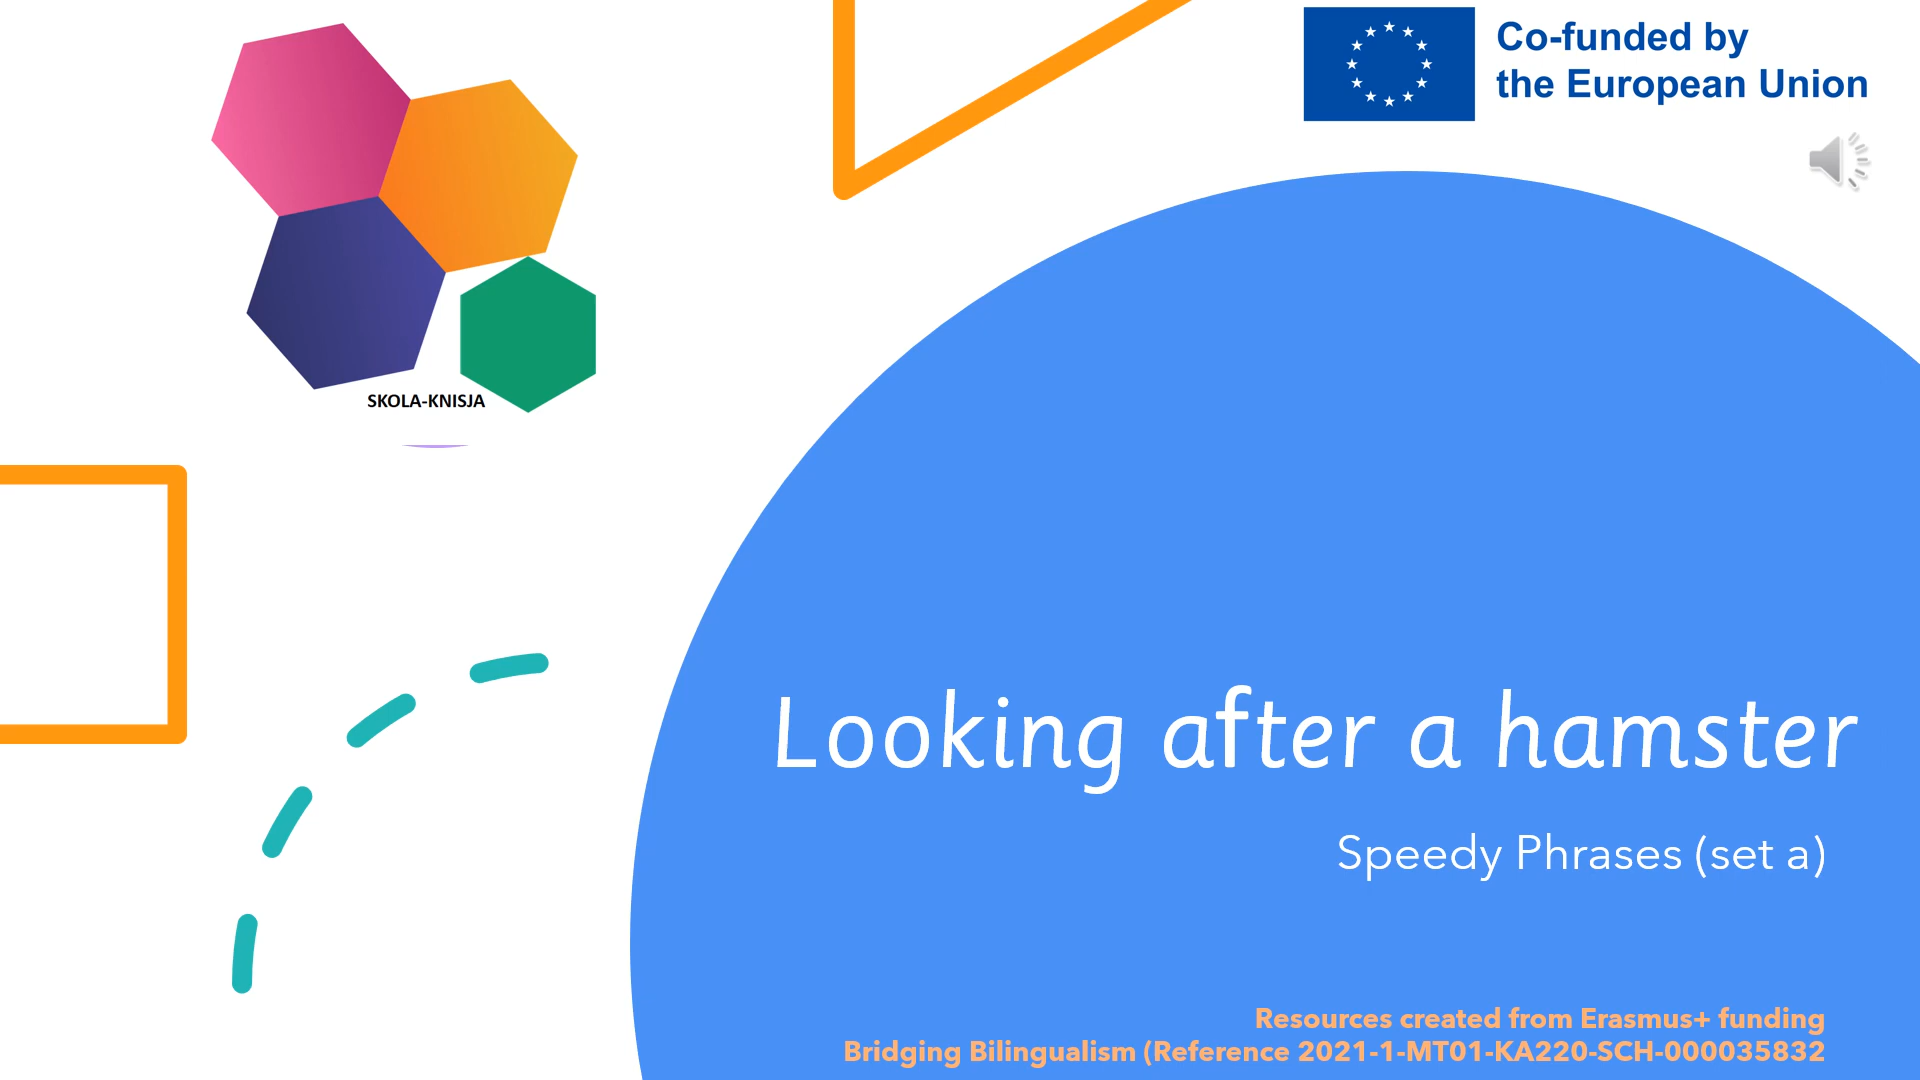 Co-funded by
the European Union
SKOLA-KNISJA
Looking after a hamster
Speedy Phrases (set a)
Resources created from Erasmus+ funding
Bridging Bilingualism (Reference 2021-1-MT01-KA220-SCH-000035832